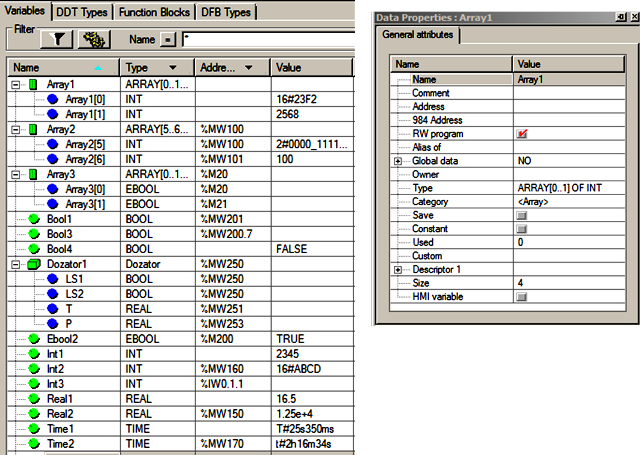 Variables DDT Types Function Blocks DFB Types
Filter
Name = *
Name Type Addre... Value
Array1 ARRAY[0..1...
Array1[0] INT 16#23F2
Array1[1] INT 2568
Array2 ARRAY[5..6... %MW100
Array2[5] INT %MW100 2#0000_1111...
Array2[6] INT %MW101 100
Array3 ARRAY[0..1... %M20
Array3[0] EBOOL %M20
Array3[1] EBOOL %M21
Bool1 BOOL %MW201
Bool3 BOOL %MW200.7
Bool4 BOOL FALSE
Dozator1 Dozator %MW250
LS1 BOOL %MW250
LS2 BOOL %MW250
T REAL %MW251
P REAL %MW253
Ebool2 EBOOL %M200 TRUE
Int1 INT 2345
Int2 INT %MW160 16#ABCD
Int3 INT %IW0.1.1
Real1 REAL 16.5
Real2 REAL %MW150 1.25e+4
Time1 TIME T#25s350ms
Time2 TIME %MW170 t#2h16m34s
Data Properties : Array1
General attributes
Name Value
Name Array1
Comment
Address
984 Address
RW program
Alias of
Global data NO
Owner
Type ARRAY[0..1] OF INT
Category <Array>
Save
Constant
Used 0
Custom
Descriptor 1
Size 4
HMI variable